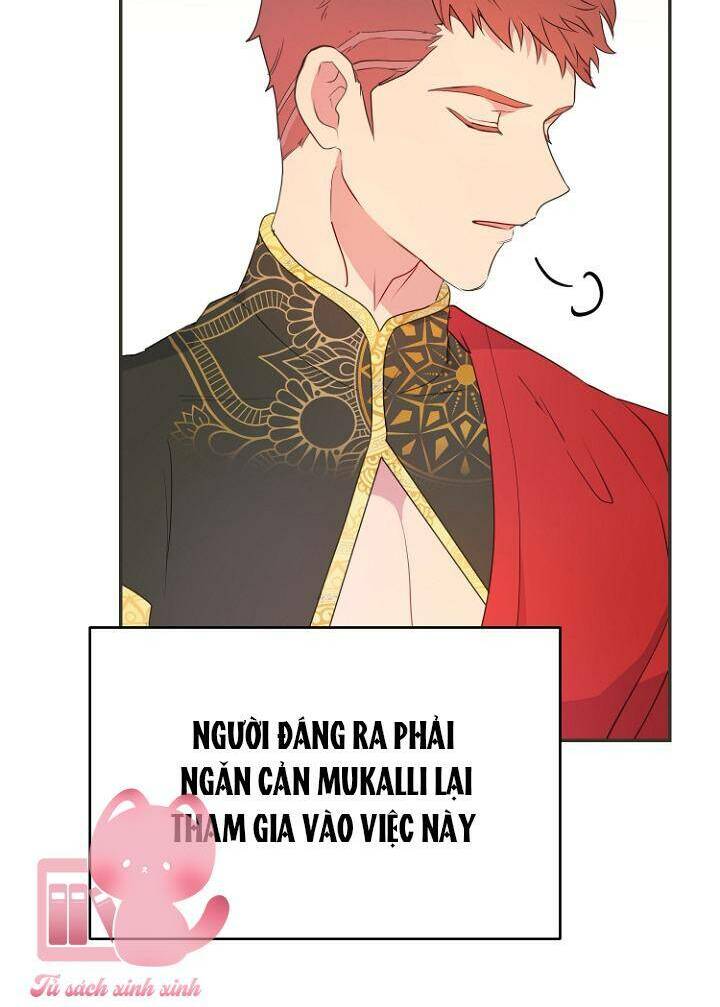 NGƯỜI ĐÁNG RA PHẢI
NGĂN CẢN MUKALLI LẠI
THAM GIA VÀO VIỆC NÀY
Tủ sách xinh xinh